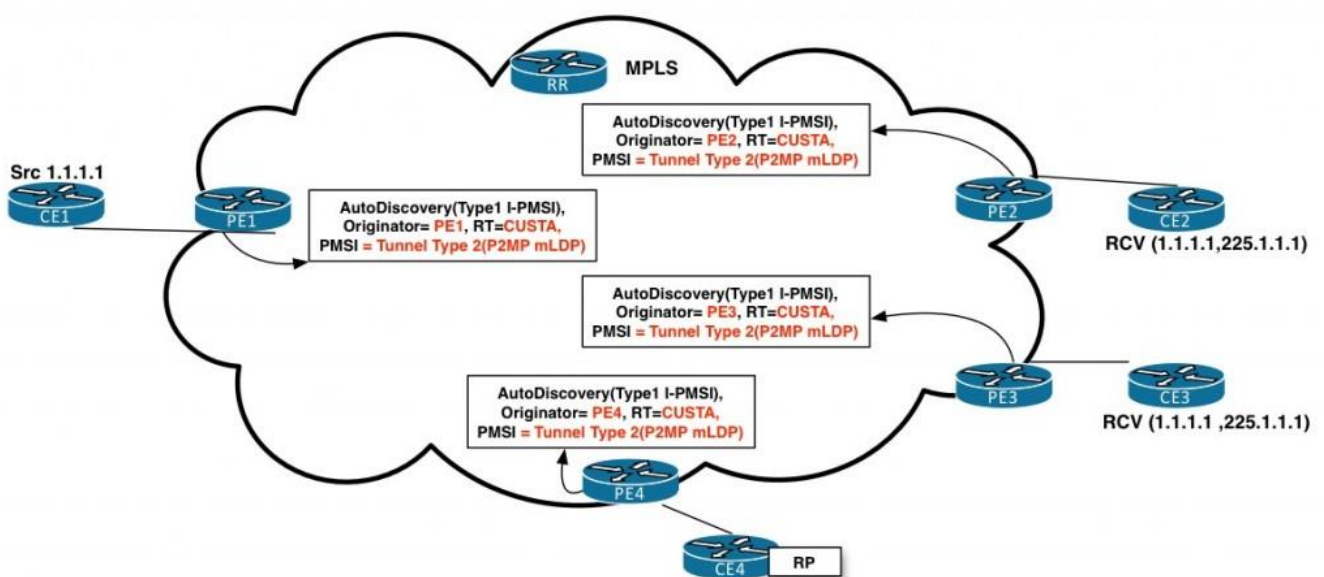 RR
MPLS
AutoDiscovery(Type1 I-PMSI),
Originator= PE2, RT=CUSTA,
PMSI = Tunnel Type 2(P2MP mLDP)
Src 1.1.1.1
CE1
PE1
AutoDiscovery(Type1 I-PMSI),
Originator= PE1, RT=CUSTA,
PMSI = Tunnel Type 2(P2MP mLDP)
PE2
CE2
RCV (1.1.1.1,225.1.1.1)
AutoDiscovery(Type1 I-PMSI),
Originator= PE3, RT=CUSTA,
PMSI = Tunnel Type 2(P2MP mLDP)
PE3
CE3
RCV (1.1.1.1 ,225.1.1.1)
AutoDiscovery(Type1 I-PMSI),
Originator= PE4, RT=CUSTA,
PMSI = Tunnel Type 2(P2MP mLDP)
PE4
CE4
RP